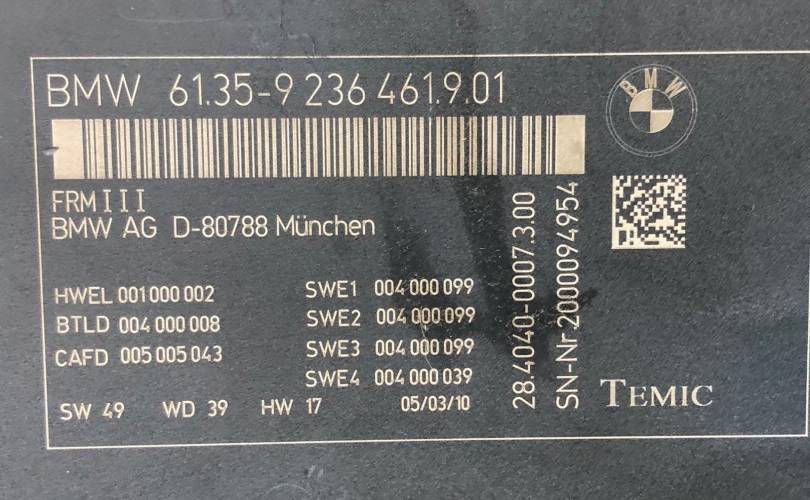 BMW 61.35-9 236 461.9.01
BMW
FRM III
BMW AG D-80788 München
HWEL 001 000 002
SWE1 004 000 099
BTLD 004 000 008
SWE2 004 000 099
CAFD 005 005 043
SWE3 004 000 099
SWE4 004 000 039
SW 49 WD 39 HW 17 05/03/10
28.4040-0007.3.00
SN-Nr.2000094954
TEMIC